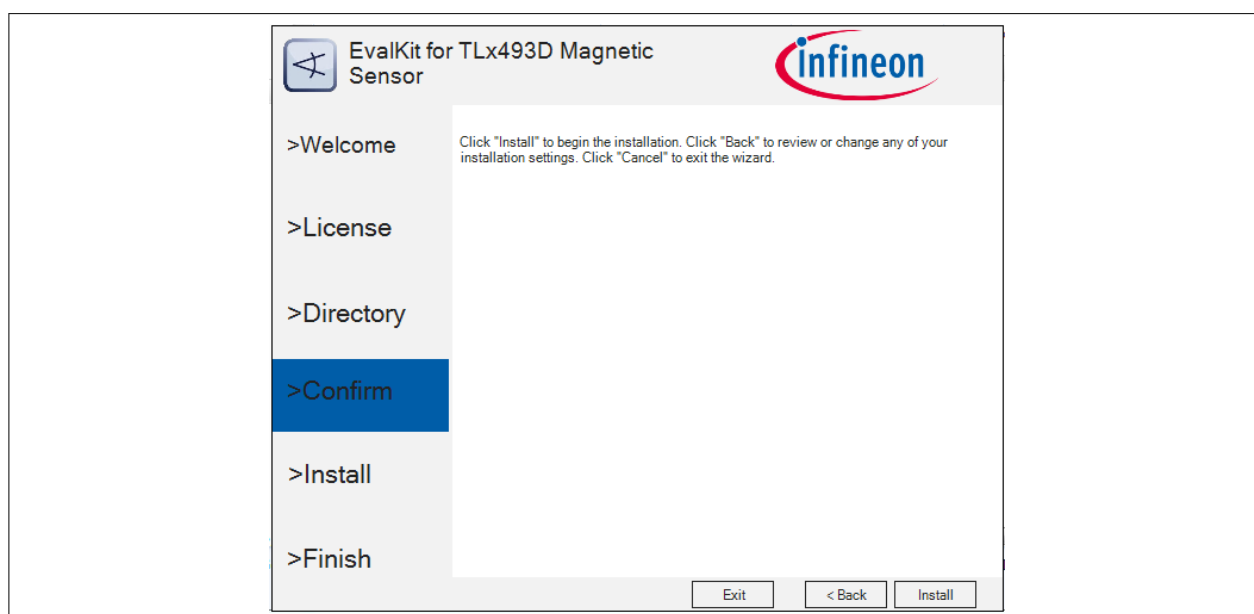 EvalKit for TLx493D Magnetic
Sensor
infineon
>Welcome
Click "Install" to begin the installation. Click "Back" to review or change any of your
installation settings. Click "Cancel" to exit the wizard.
>License
>Directory
>Confirm
>Install
>Finish
Exit
< Back
Install